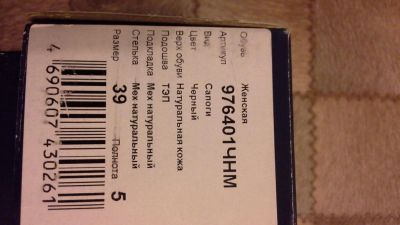 Обувь Женская
Артикул 976401ЧНМ
Вид Сапоги
Цвет Черный
Верх обуви Натуральная кожа
Подошва ТЭП
Подкладка Мех натуральный
Стелька Мех натуральный
Размер 39 Полнота 5
4 690607 430261